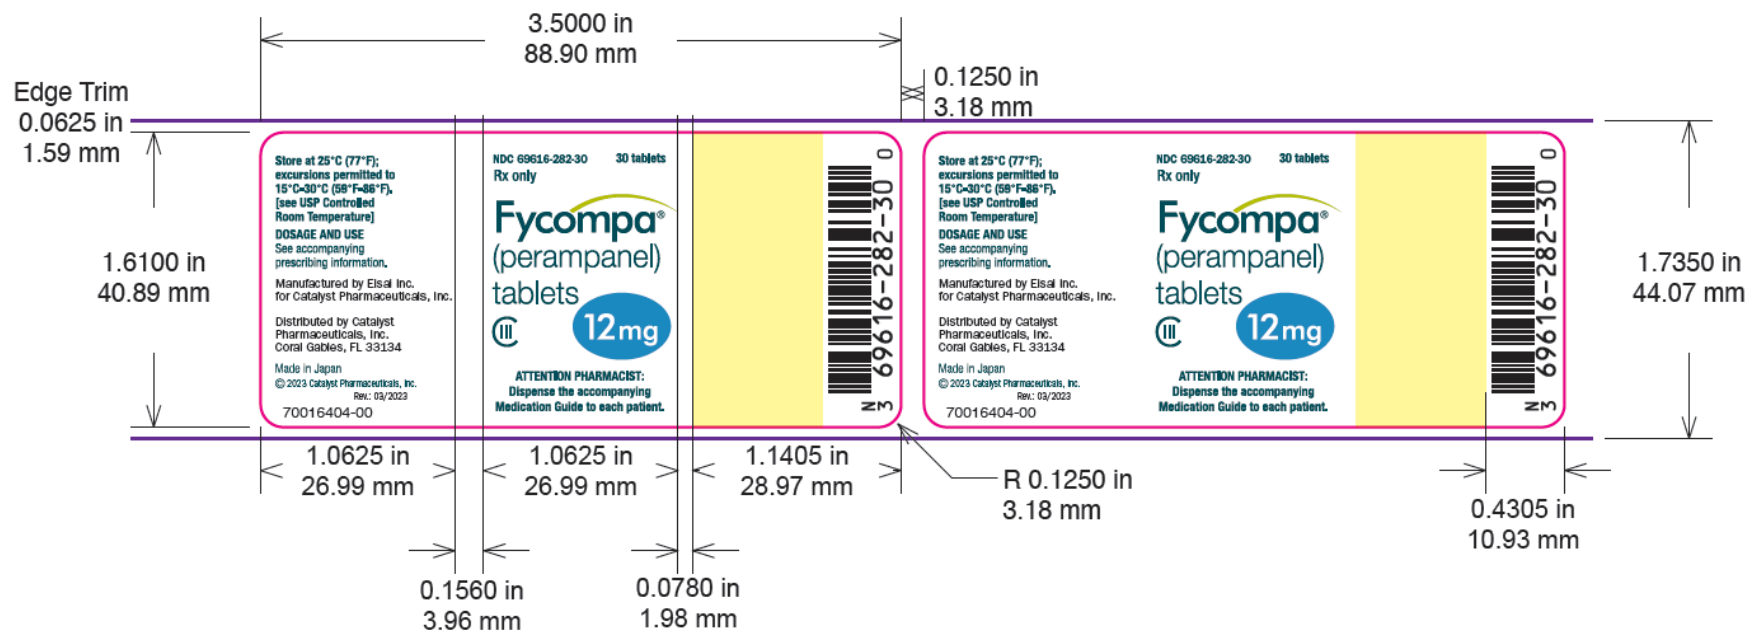 3.5000 in
88.90 mm
0.1250 in
3.18 mm
Edge Trim
0.0625 in
1.59 mm
1.6100 in
40.89 mm
Store at 25°C (77°F);
excursions permitted to
15°C-30°C (59°F-86°F).
[see USP Controlled
Room Temperature]
DOSAGE AND USE
See accompanying
prescribing information.
Manufactured by Eisai Inc.
for Catalyst Pharmaceuticals, Inc.
Distributed by Catalyst
Pharmaceuticals, Inc.
Coral Gables, FL 33134
Made in Japan
© 2023 Catalyst Pharmaceuticals, Inc.
Rev.: 03/2023
70016404-00
NDC 69616-282-30 30 tablets
Rx only
Fycompa®
(perampanel)
tablets
CIII
12 mg
ATTENTION PHARMACIST:
Dispense the accompanying
Medication Guide to each patient.
N3 69616-282-30 0
Store at 25°C (77°F);
excursions permitted to
15°C-30°C (59°F-86°F).
[see USP Controlled
Room Temperature]
DOSAGE AND USE
See accompanying
prescribing information.
Manufactured by Eisai Inc.
for Catalyst Pharmaceuticals, Inc.
Distributed by Catalyst
Pharmaceuticals, Inc.
Coral Gables, FL 33134
Made in Japan
© 2023 Catalyst Pharmaceuticals, Inc.
Rev.: 03/2023
70016404-00
NDC 69616-282-30 30 tablets
Rx only
Fycompa®
(perampanel)
tablets
CIII
12 mg
ATTENTION PHARMACIST:
Dispense the accompanying
Medication Guide to each patient.
N3 69616-282-30 0
1.7350 in
44.07 mm
1.0625 in
26.99 mm
1.0625 in
26.99 mm
1.1405 in
28.97 mm
R 0.1250 in
3.18 mm
0.4305 in
10.93 mm
0.1560 in
3.96 mm
0.0780 in
1.98 mm